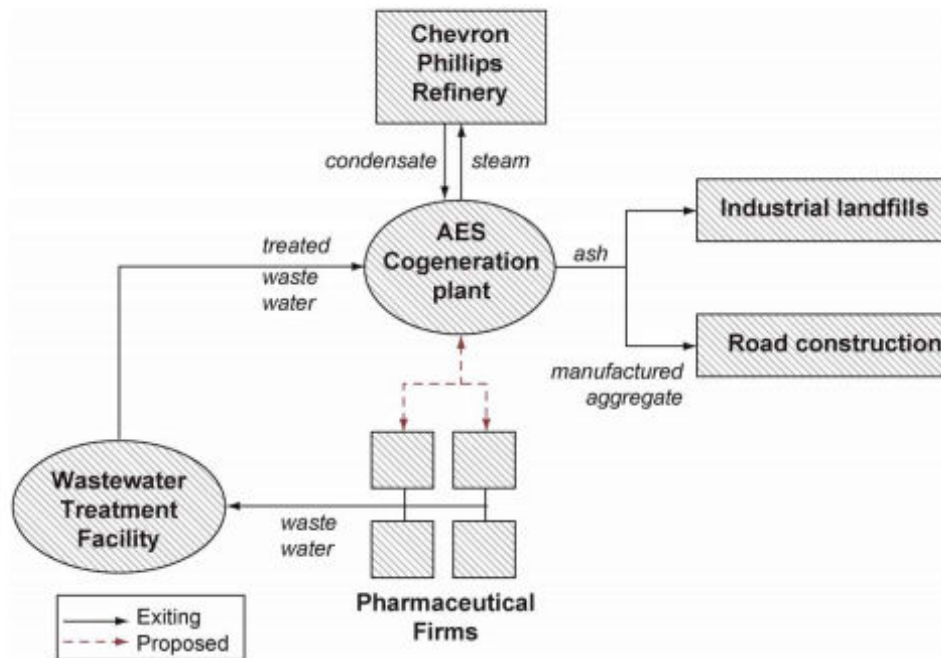 Chevron
Phillips
Refinery
condensate
steam
AES
Cogeneration
plant
treated
waste
water
ash
Industrial landfills
Road construction
manufactured
aggregate
Wastewater
Treatment
Facility
waste
water
Pharmaceutical
Firms
Exiting
Proposed